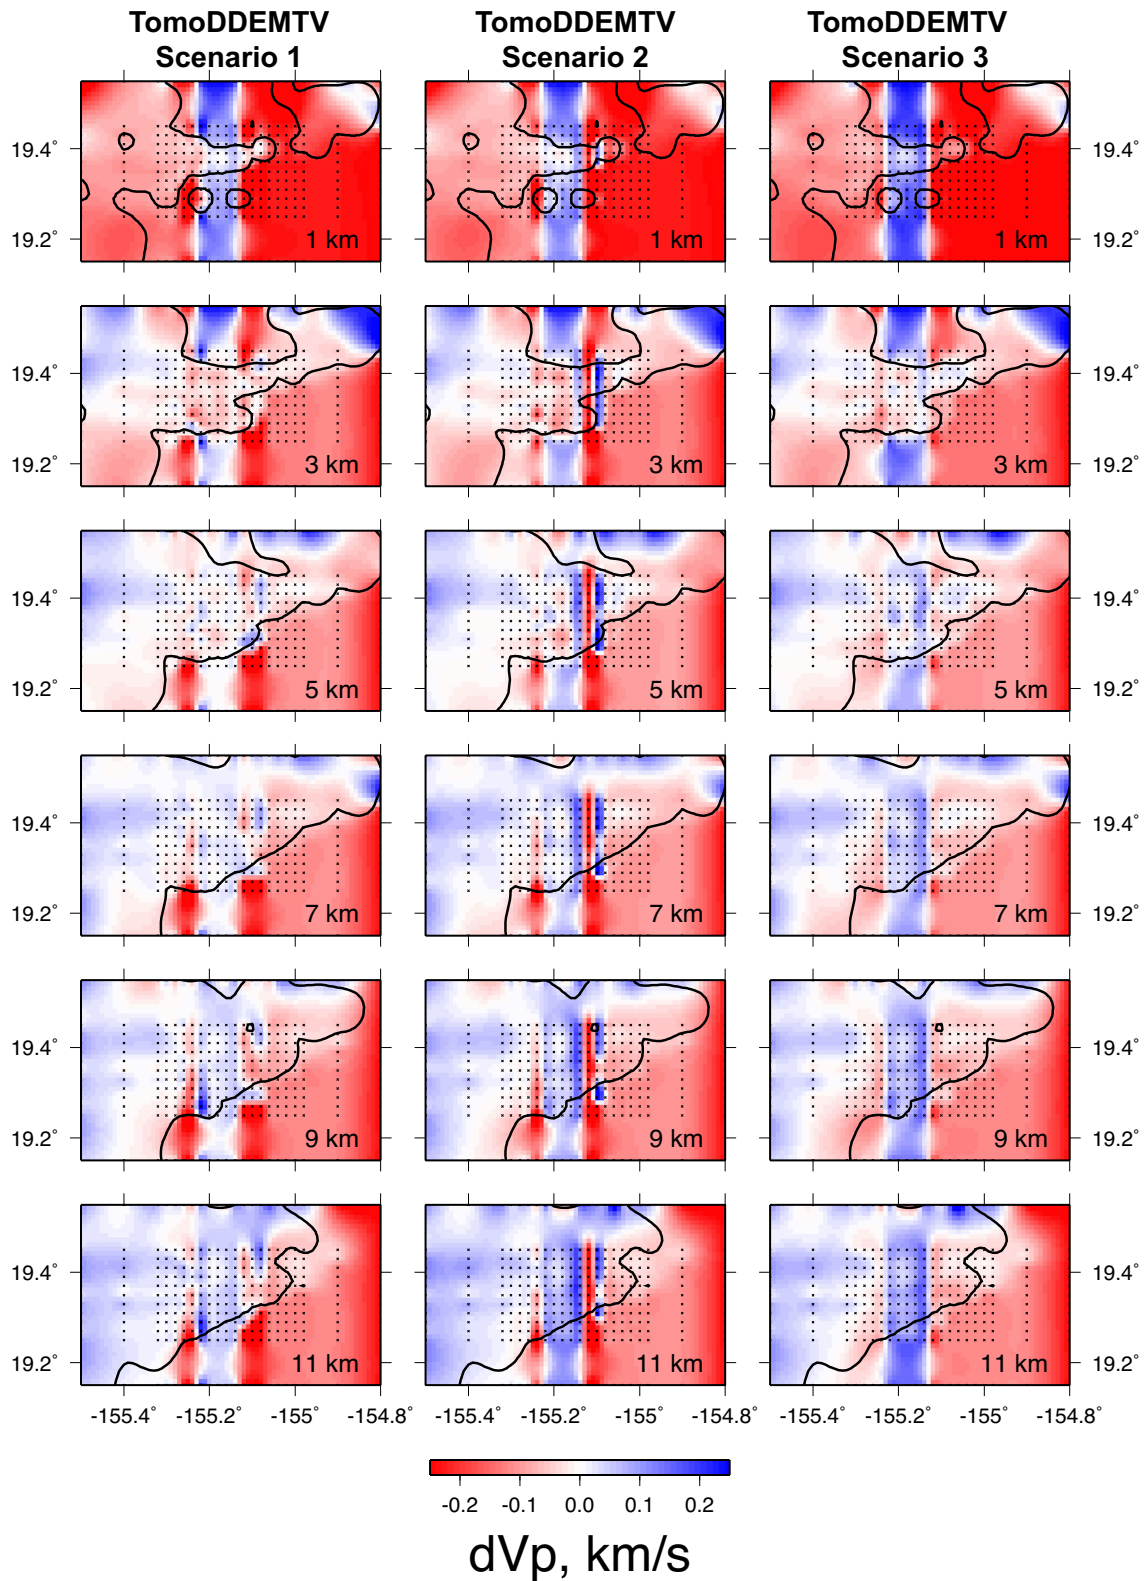 TomoDDEMTV TomoDDEMTV TomoDDEMTV
Scenario 1 Scenario 2 Scenario 3
19.4° 19.4°
1 km 1 km 1 km
19.2° 19.2°
19.4° 19.4°
3 km 3 km 3 km
19.2° 19.2°
19.4° 19.4°
5 km 5 km 5 km
19.2° 19.2°
19.4° 19.4°
7 km 7 km 7 km
19.2° 19.2°
19.4° 19.4°
9 km 9 km 9 km
19.2° 19.2°
19.4° 19.4°
11 km 11 km 11 km
19.2° 19.2°
-155.4° -155.2° -155° -154.8° -155.4° -155.2° -155° -154.8° -155.4° -155.2° -155° -154.8°
-0.2 -0.1 0.0 0.1 0.2
dVp, km/s